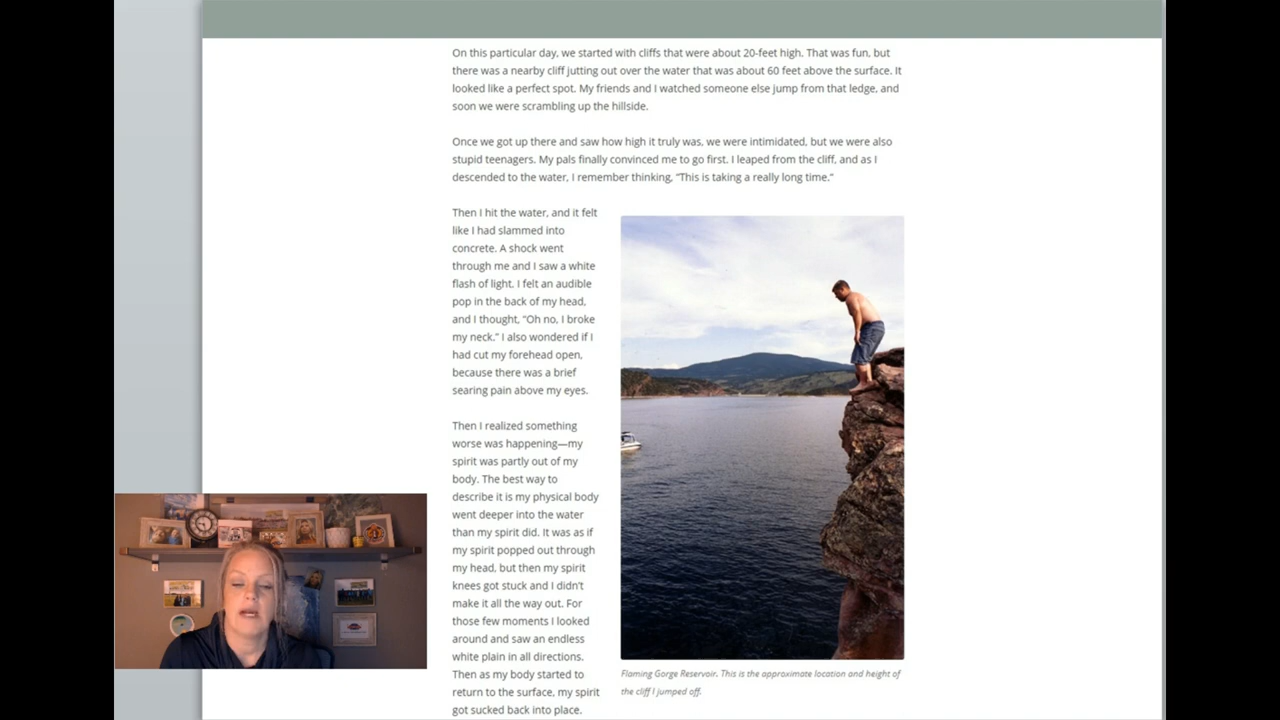 On this particular day, we started with cliffs that were about 20-feet high. That was fun, but
there was a nearby cliff jutting out over the water that was about 60 feet above the surface. It
looked like a perfect spot. My friends and I watched someone else jump from that ledge, and
soon we were scrambling up the hillside.
Once we got up there and saw how high it truly was, we were intimidated, but we were also
stupid teenagers. My pals finally convinced me to go first. I leaped from the cliff, and as I
descended to the water, I remember thinking, “This is taking a really long time.”
Then I hit the water, and it felt
like I had slammed into
concrete. A shock went
through me and I saw a white
flash of light. I felt an audible
pop in the back of my head,
and I thought, “Oh no, I broke
my neck.” I also wondered if I
had cut my forehead open,
because there was a brief
searing pain above my eyes.
Then I realized something
worse was happening—my
spirit was partly out of my
body. The best way to
describe it is my physical body
went deeper into the water
than my spirit did. It was as if
my spirit popped out through
my head, but then my spirit
knees got stuck and I didn’t
make it all the way out. For
those few moments I looked
around and saw an endless
white plain in all directions.
Then as my body started to
return to the surface, my spirit
got sucked back into place.
Flaming Gorge Reservoir. This is the approximate location and height of
the cliff I jumped off.